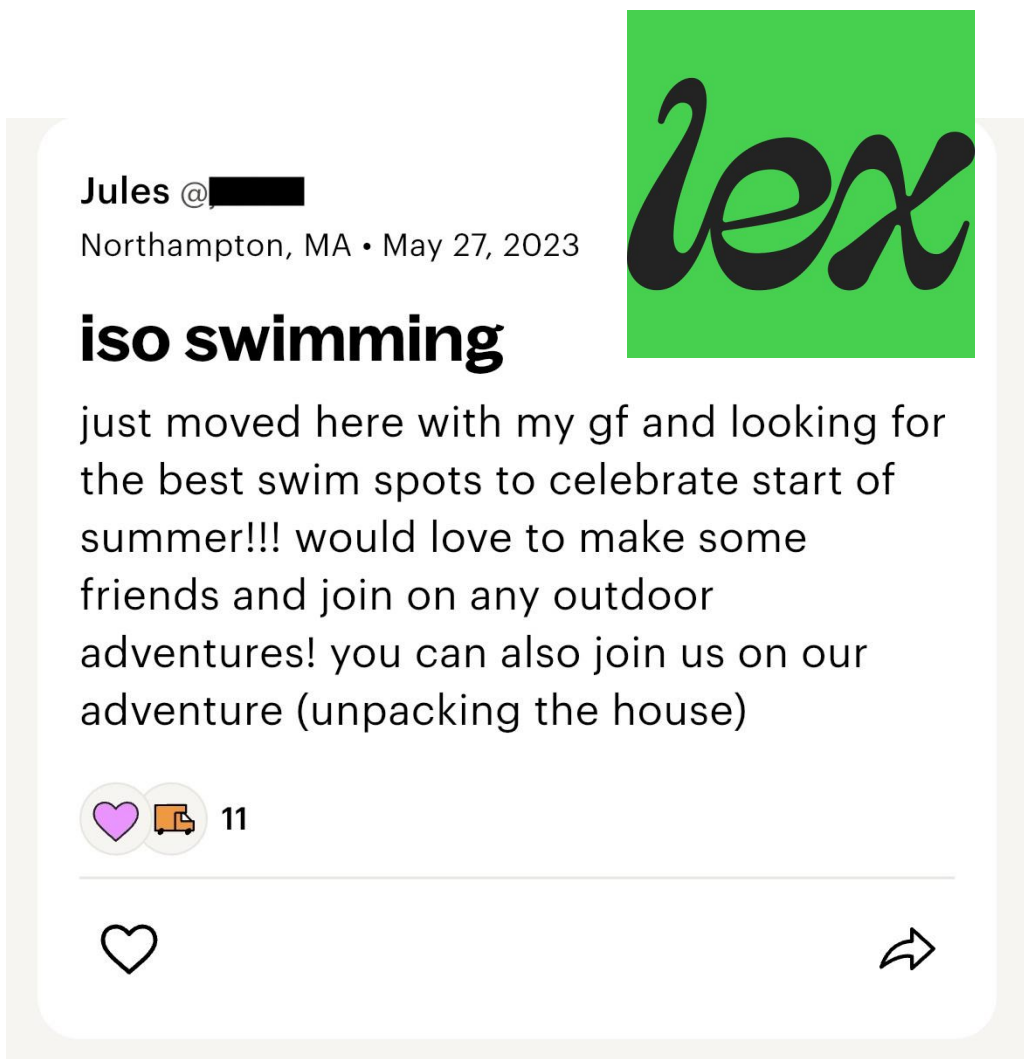 lex
Jules @
Northampton, MA • May 27, 2023
iso swimming
just moved here with my gf and looking for
the best swim spots to celebrate start of
summer!!! would love to make some
friends and join on any outdoor
adventures! you can also join us on our
adventure (unpacking the house)
11